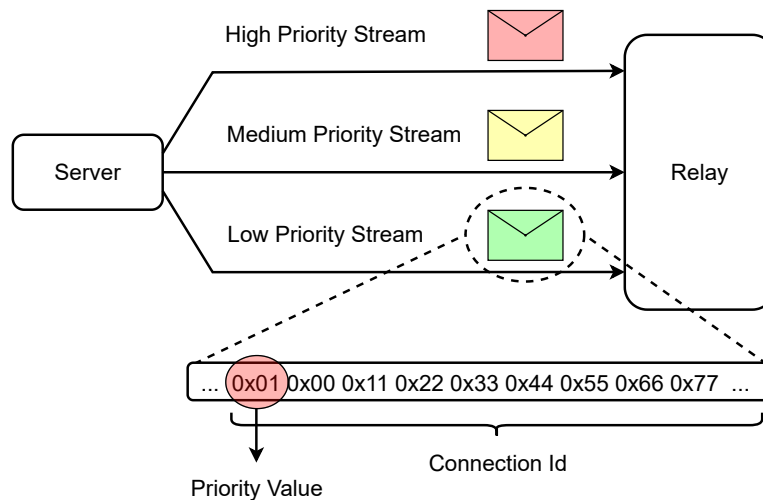 High Priority Stream
Medium Priority Stream
Server
Relay
Low Priority Stream
... 0x01 0x00 0x11 0x22 0x33 0x44 0x55 0x66 0x77 ...
Connection Id
Priority Value